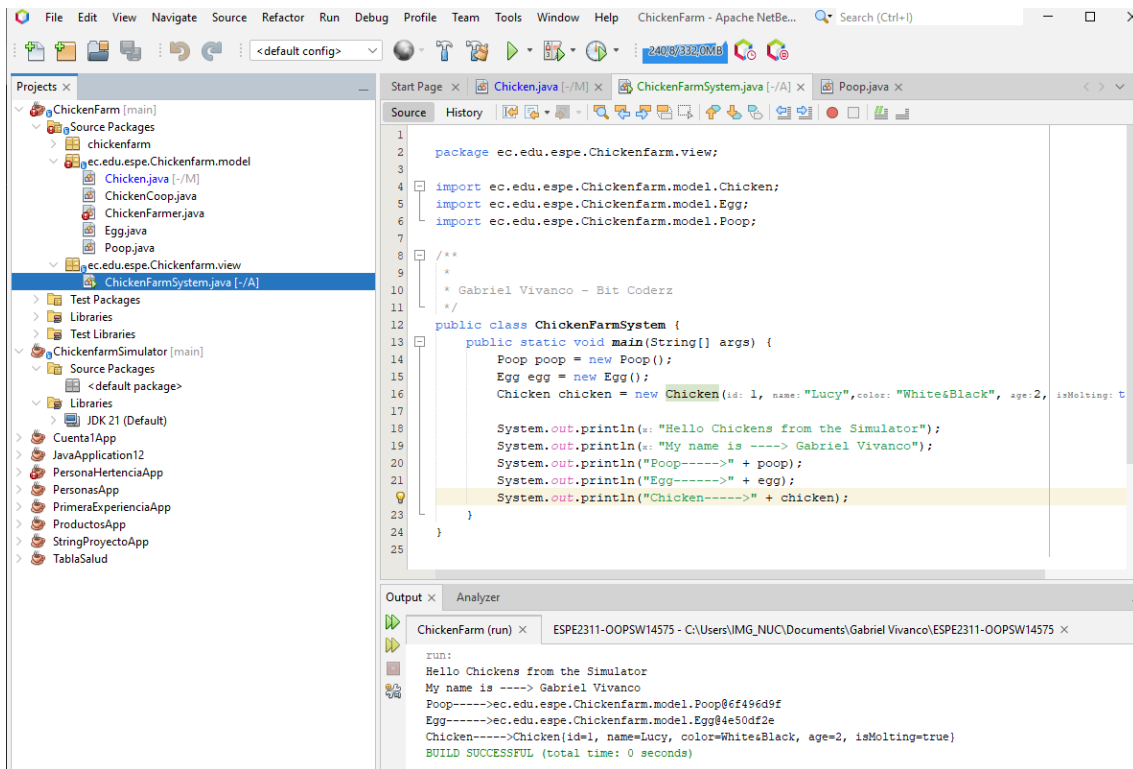 File Edit View Navigate Source Refactor Run Debug Profile Team Tools Window Help ChickenFarm - Apache NetBe... Search (Ctrl+I)
<default config> 240,8/332,0MB
Projects
ChickenFarm [main]
Source Packages
chickenfarm
ec.edu.espe.Chickenfarm.model
Chicken.java [-/M]
ChickenCoop.java
ChickenFarmer.java
Egg.java
Poop.java
ec.edu.espe.Chickenfarm.view
ChickenFarmSystem.java [-/A]
Test Packages
Libraries
Test Libraries
ChickenfarmSimulator [main]
Source Packages
<default package>
Libraries
JDK 21 (Default)
Cuenta1App
JavaApplication12
PersonaHertenciaApp
PersonasApp
PrimeraExperienciaApp
ProductosApp
StringProyectoApp
TablaSalud
Start Page Chicken.java [-/M] ChickenFarmSystem.java [-/A] Poop.java
Source History
1
2 package ec.edu.espe.Chickenfarm.view;
3
4 import ec.edu.espe.Chickenfarm.model.Chicken;
5 import ec.edu.espe.Chickenfarm.model.Egg;
6 import ec.edu.espe.Chickenfarm.model.Poop;
7
8 /**
9 *
10 * Gabriel Vivanco - Bit Coderz
11 */
12 public class ChickenFarmSystem {
13 public static void main(String[] args) {
14 Poop poop = new Poop();
15 Egg egg = new Egg();
16 Chicken chicken = new Chicken(id: 1, name: "Lucy",color: "White&Black", age:2, isMolting: t
17
18 System.out.println(x: "Hello Chickens from the Simulator");
19 System.out.println(x: "My name is ----> Gabriel Vivanco");
20 System.out.println("Poop----->" + poop);
21 System.out.println("Egg------>" + egg);
System.out.println("Chicken----->" + chicken);
23 }
24 }
25
Output Analyzer
ChickenFarm (run) ESPE2311-OOPSW14575 - C:\Users\IMG_NUC\Documents\Gabriel Vivanco\ESPE2311-OOPSW14575
run:
Hello Chickens from the Simulator
My name is ----> Gabriel Vivanco
Poop----->ec.edu.espe.Chickenfarm.model.Poop@6f496d9f
Egg------>ec.edu.espe.Chickenfarm.model.Egg@4e50df2e
Chicken----->Chicken{id=1, name=Lucy, color=White&Black, age=2, isMolting=true}
BUILD SUCCESSFUL (total time: 0 seconds)